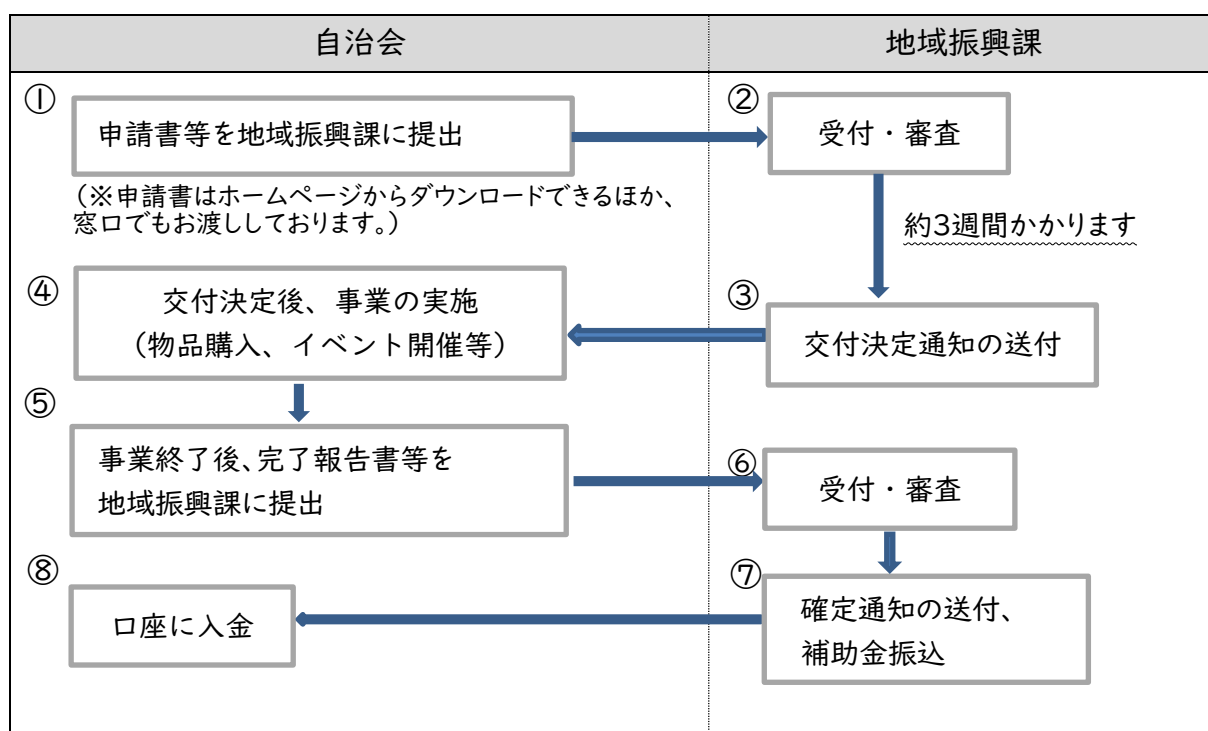 自治会
地域振興課
①
申請書等を地域振興課に提出
(※申請書はホームページからダウンロードできるほか、
窓口でもお渡ししております。)
②
受付・審査
約3週間かかります
③
交付決定通知の送付
④
交付決定後、事業の実施
(物品購入、イベント開催等)
⑤
事業終了後、完了報告書等を
地域振興課に提出
⑥
受付・審査
⑦
確定通知の送付、
補助金振込
⑧
口座に入金